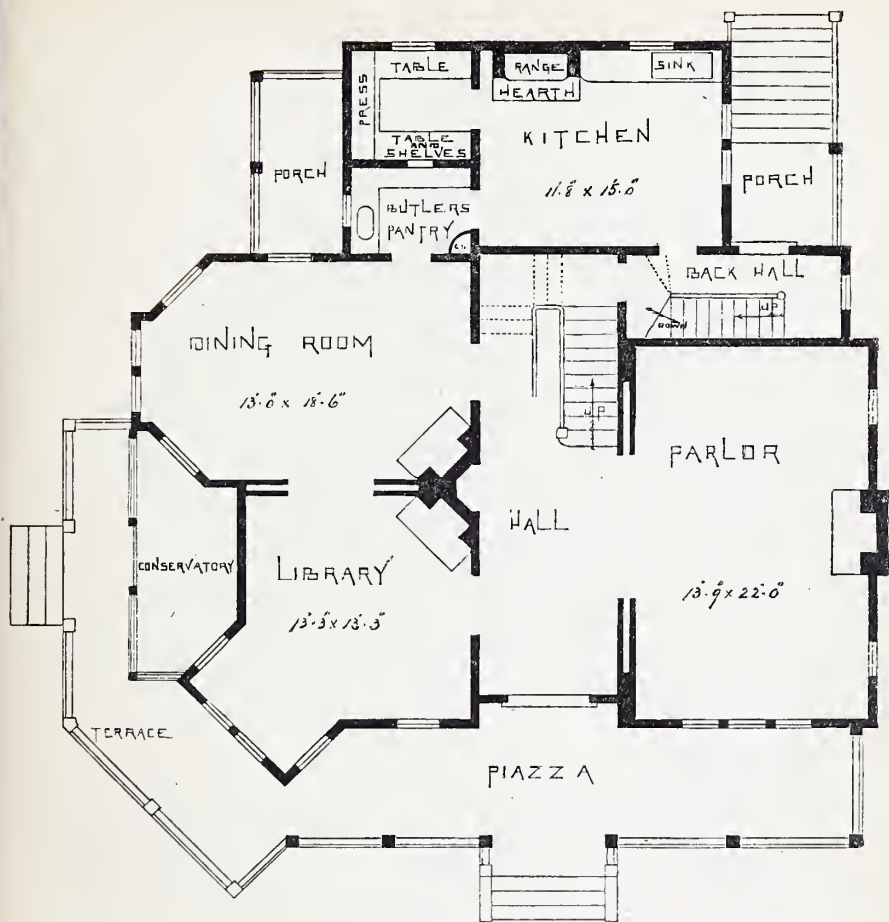 TABLE
RANGE
SINK
PRESS
HEARTH
TABLE
AND
SHELVES
KITCHEN
11'·8" x 15'·0"
PORCH
BUTLERS
PANTRY
PORCH
BACK HALL
UP
DOWN
DINING ROOM
13'·0" x 18'·6"
UP
PARLOR
HALL
CONSERVATORY
LIBRARY
13'·3" x 13'·3"
13'·9" x 22'·0"
TERRACE
PIAZZA